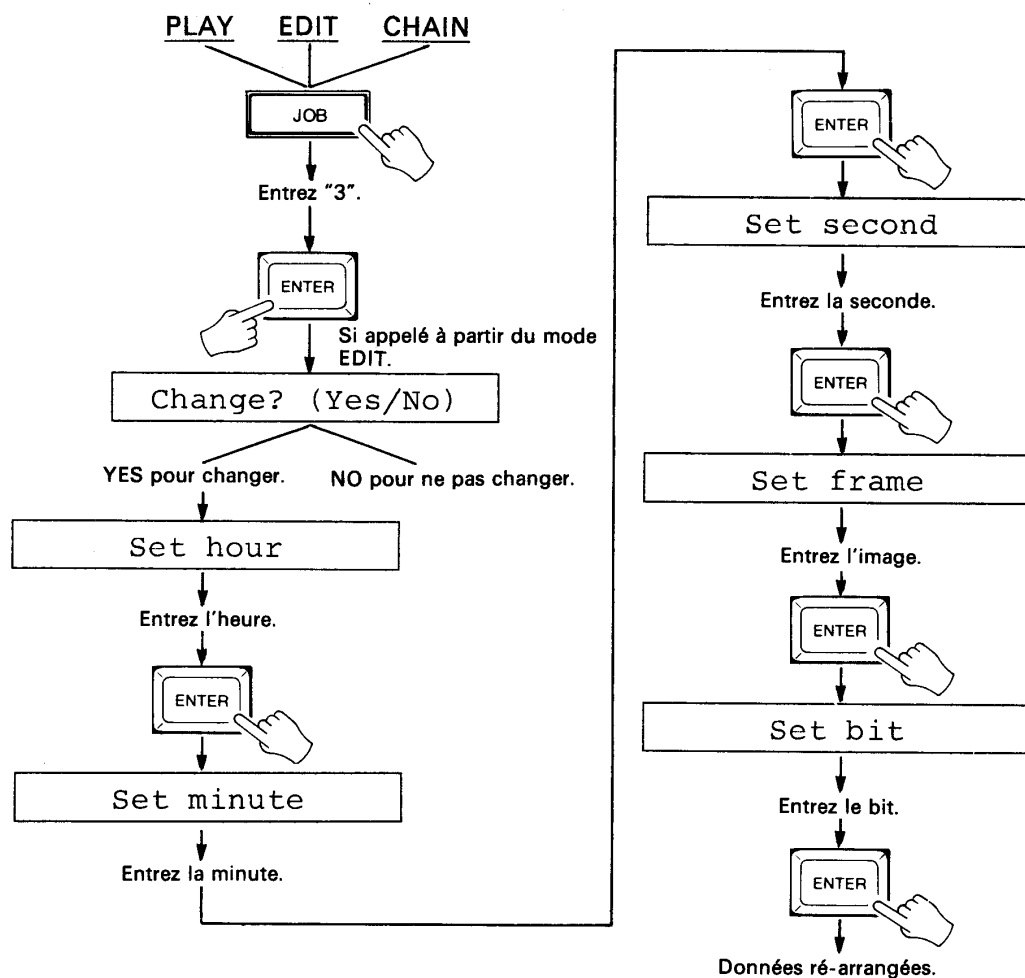 PLAY EDIT CHAIN
JOB
Entrez "3".
ENTER
Si appelé à partir du mode
EDIT.
Change? (Yes/No)
YES pour changer. NO pour ne pas changer.
Set hour
Entrez l'heure.
ENTER
Set minute
Entrez la minute.
ENTER
Set second
Entrez la seconde.
ENTER
Set frame
Entrez l'image.
ENTER
Set bit
Entrez le bit.
ENTER
Données ré-arrangées.